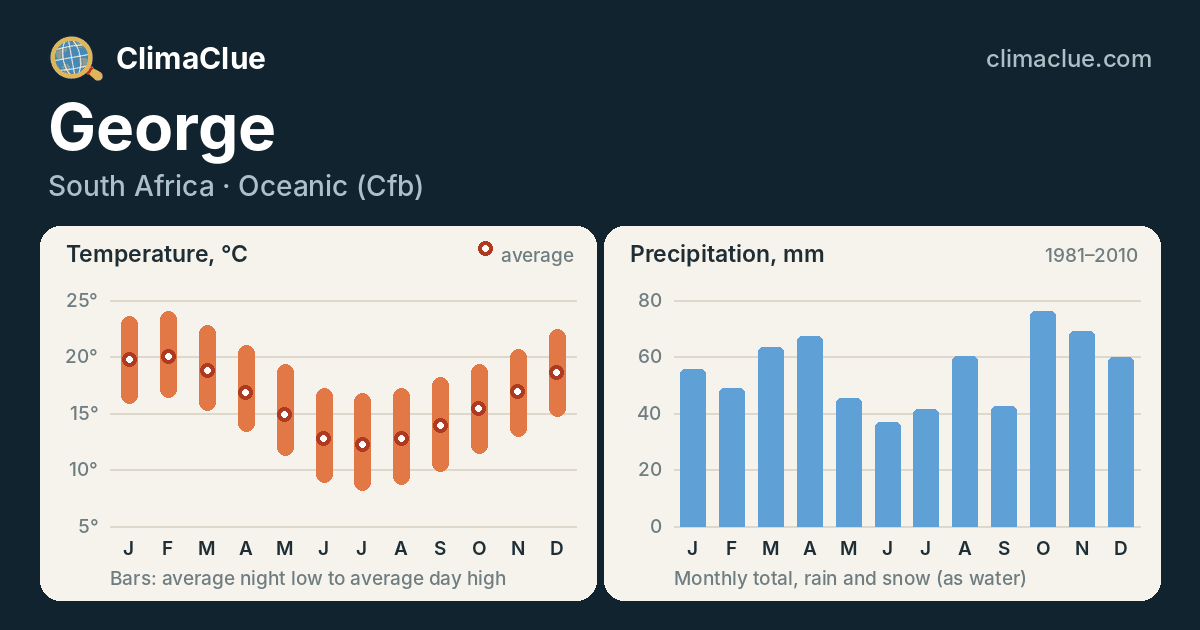 ClimaClue
climaclue.com
George
South Africa · Oceanic (Cfb)
Temperature, °C
average
25°
20°
15°
10°
5°
J F M A M J J A S O N D
Bars: average night low to average day high
Precipitation, mm
1981–2010
80
60
40
20
0
J F M A M J J A S O N D
Monthly total, rain and snow (as water)